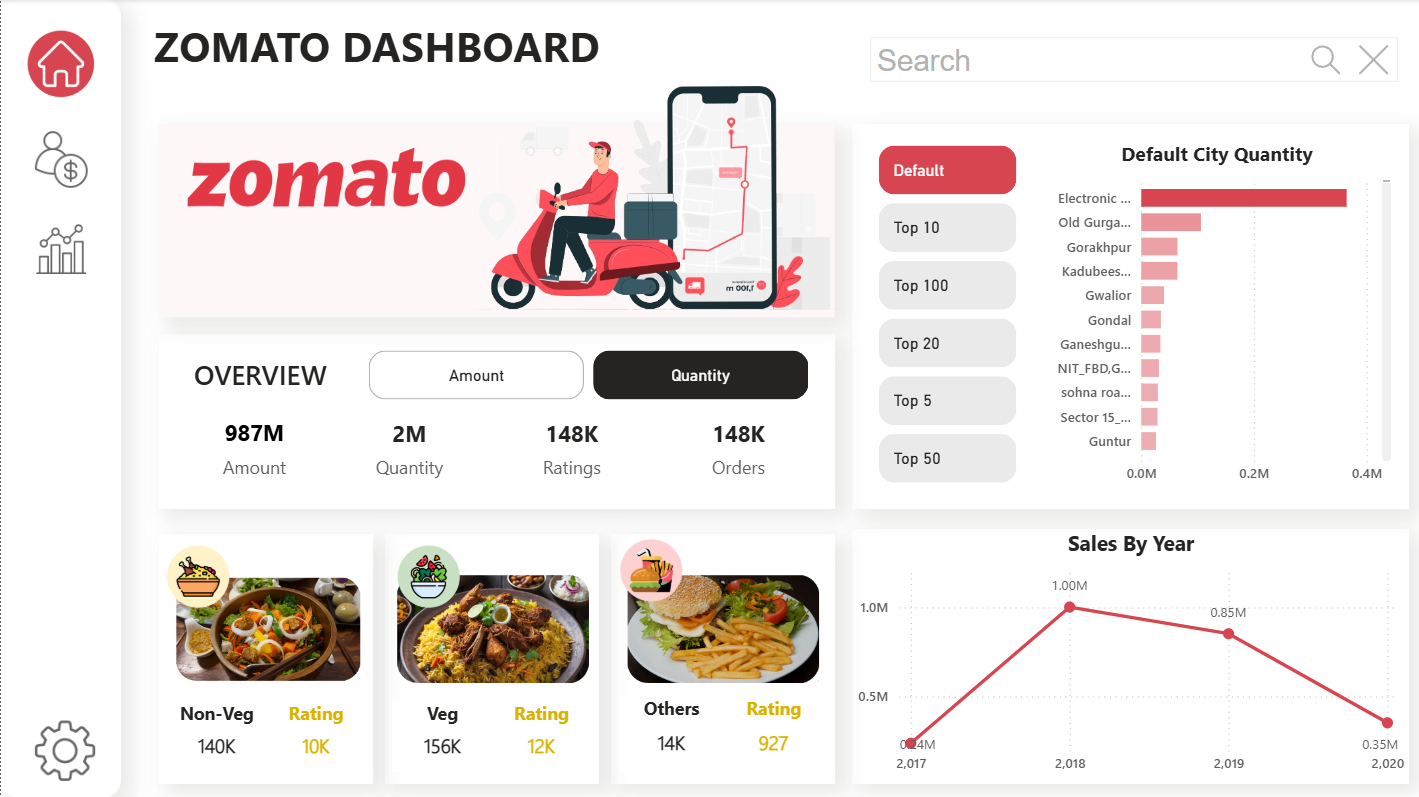 ZOMATO DASHBOARD
Search
zomato
OVERVIEW
Amount
Quantity
987M
2M
148K
148K
Amount
Quantity
Ratings
Orders
Default
Top 10
Top 100
Top 20
Top 5
Top 50
Default City Quantity
Electronic ...
Old Gurga...
Gorakhpur
Kadubees...
Gwalior
Gondal
Ganeshgu...
NIT_FBD,G...
sohna roa...
Sector 15_...
Guntur
0.0M
0.2M
0.4M
Non-Veg
Rating
140K
10K
Veg
Rating
156K
12K
Others
Rating
14K
927
Sales By Year
1.0M
0.5M
1.00M
0.85M
0.24M
0.35M
2,017
2,018
2,019
2,020